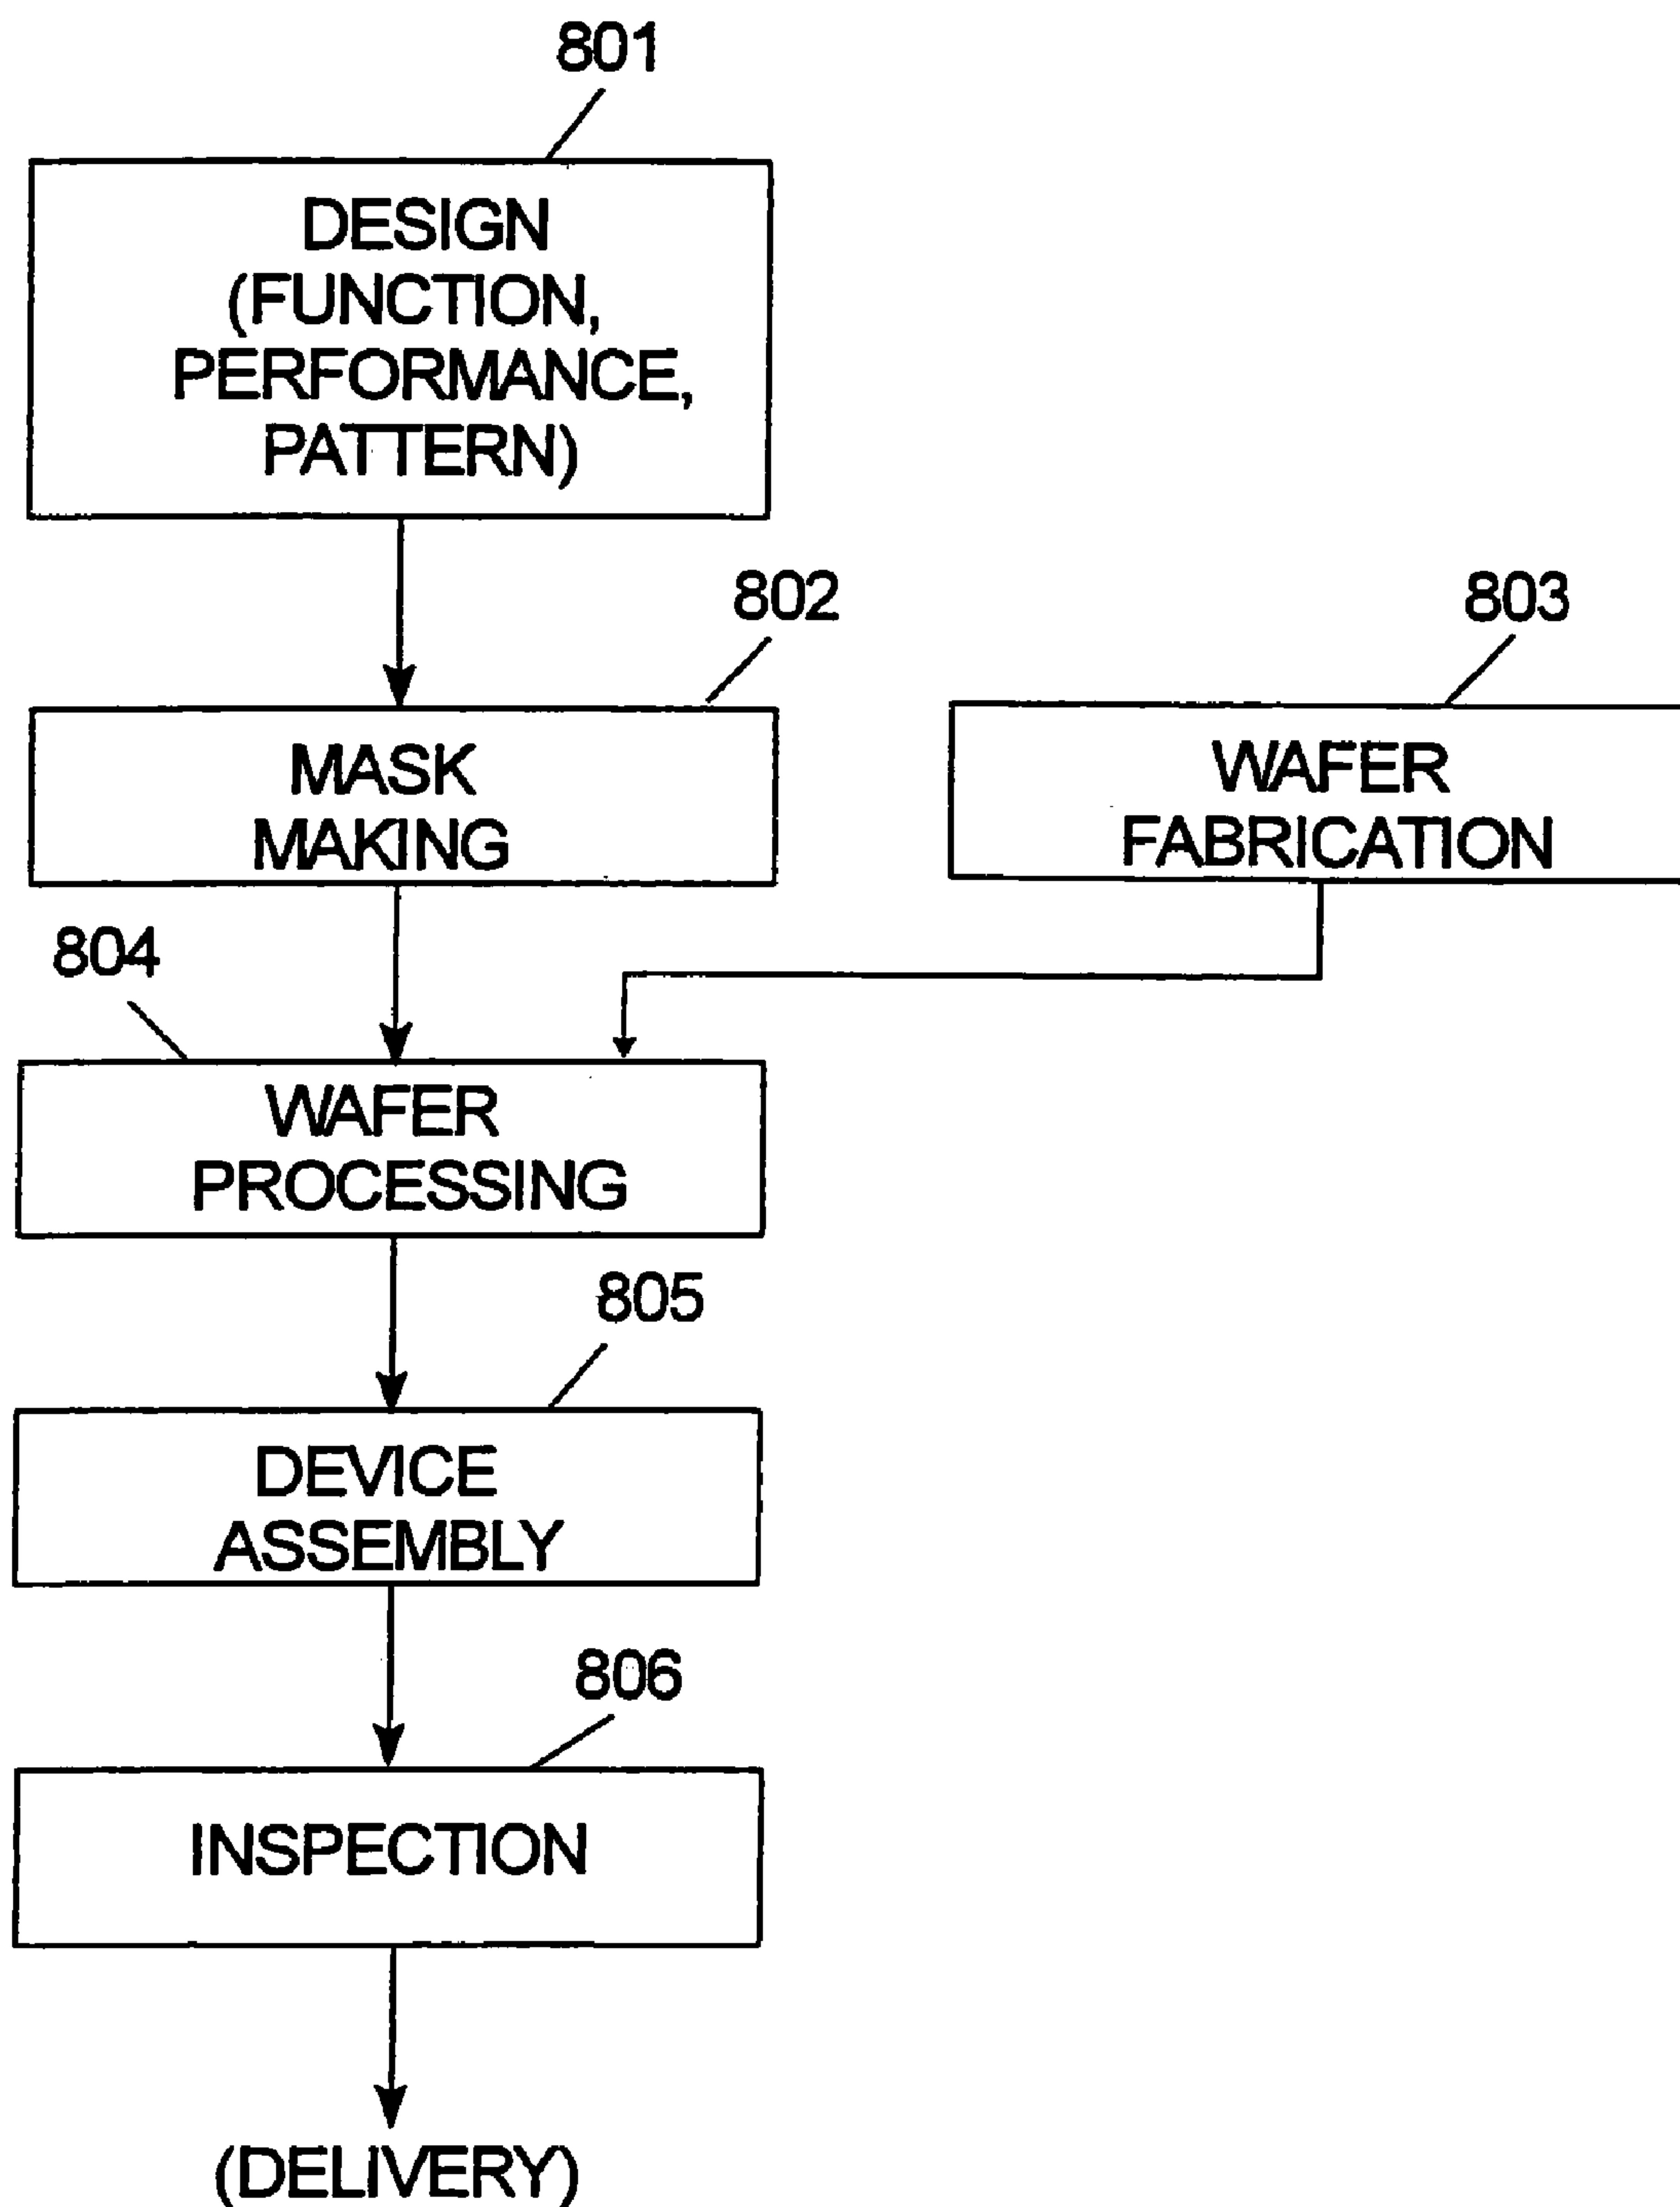 801
DESIGN
(FUNCTION,
PERFORMANCE,
PATTERN)
802
MASK
MAKING
803
WAFER
FABRICATION
804
WAFER
PROCESSING
805
DEVICE
ASSEMBLY
806
INSPECTION
(DELIVERY)